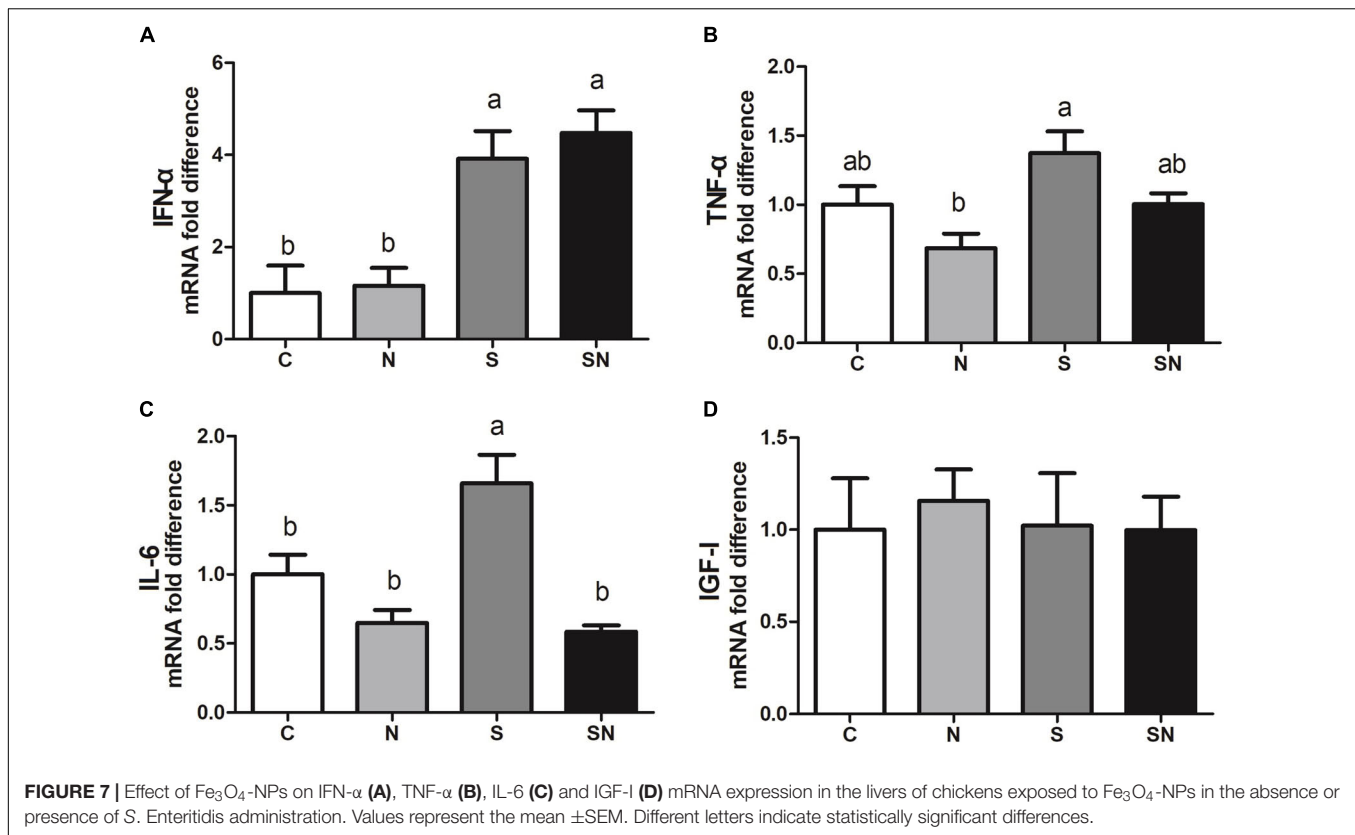 A
IFN-α
mRNA fold difference
6
4
2
0
b
b
a
a
C N S SN
B
TNF-α
mRNA fold difference
2.0
1.5
1.0
0.5
0.0
ab
b
a
ab
C N S SN
C
IL-6
mRNA fold difference
2.0
1.5
1.0
0.5
0.0
b
b
a
b
C N S SN
D
IGF-I
mRNA fold difference
1.5
1.0
0.5
0.0
C N S SN
FIGURE 7 | Effect of Fe₃O₄-NPs on IFN-α (A), TNF-α (B), IL-6 (C) and IGF-I (D) mRNA expression in the livers of chickens exposed to Fe₃O₄-NPs in the absence or
presence of S. Enteritidis administration. Values represent the mean ±SEM. Different letters indicate statistically significant differences.